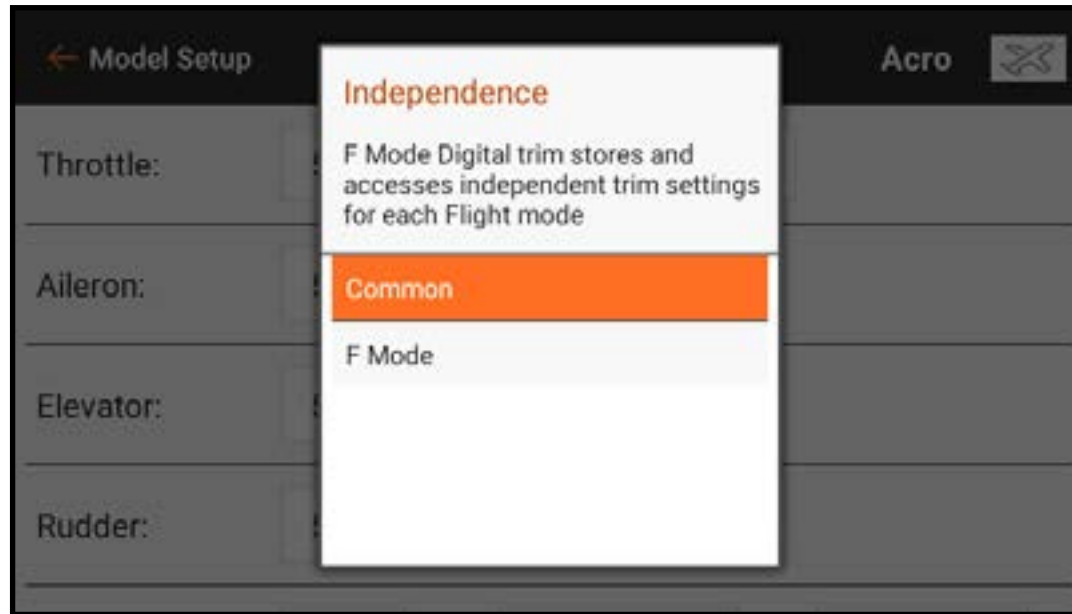 ← Model Setup
Acro
Independence
F Mode Digital trim stores and
accesses independent trim settings
for each Flight mode
Common
F Mode
Throttle:
Aileron:
Elevator:
Rudder: